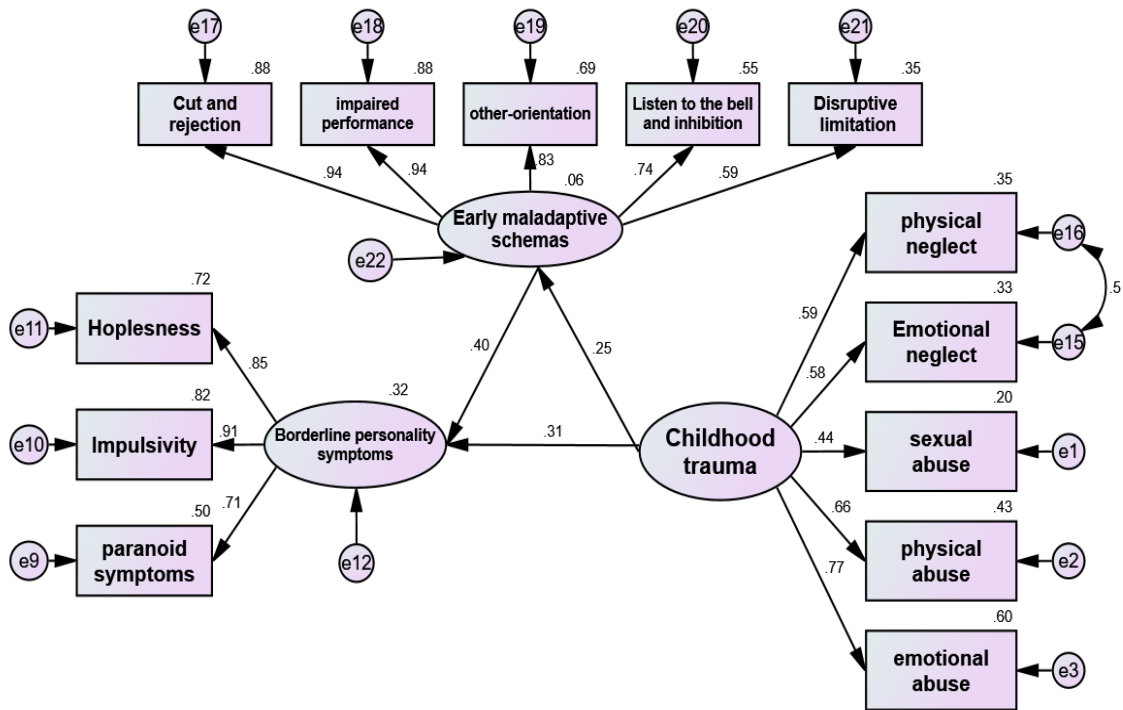 e17 e18 e19 e20 e21
.88 .88 .69 .55 .35
Cut and
rejection
impaired
performance
other-orientation
Listen to the bell
and inhibition
Disruptive
limitation
.94 .94 .83 .74 .59
.06
Early maladaptive
schemas
e22
.35
physical
neglect
e16
.5
.33
Emotional
neglect
e15
.20
sexual
abuse
e1
.43
physical
abuse
e2
.60
emotional
abuse
e3
.59
.58
.44
.66
.77
Childhood
trauma
.25
.40
.31
.32
Borderline personality
symptoms
e12
.72
Hoplesness
e11
.85
.82
Impulsivity
e10
.91
.50
paranoid
symptoms
e9
.71